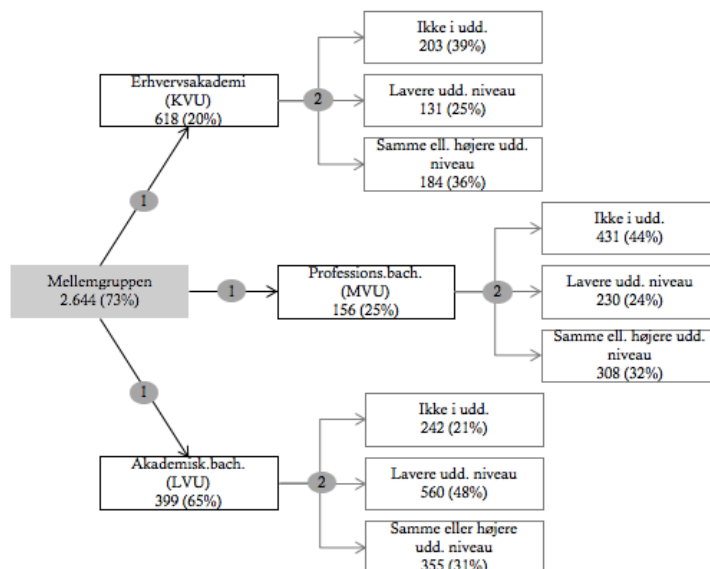 Ikke i udd.
203 (39%)
Erhvervsakademi
(KVU)
618 (20%)
2
Lavere udd. niveau
131 (25%)
Samme ell. højere udd.
niveau
184 (36%)
1
Ikke i udd.
431 (44%)
Mellemgruppen
2.644 (73%)
1
Professions.bach.
(MVU)
156 (25%)
2
Lavere udd. niveau
230 (24%)
Samme ell. højere udd.
niveau
308 (32%)
1
Ikke i udd.
242 (21%)
Akademisk.bach.
(LVU)
399 (65%)
2
Lavere udd. niveau
560 (48%)
Samme eller højere
udd. niveau
355 (31%)